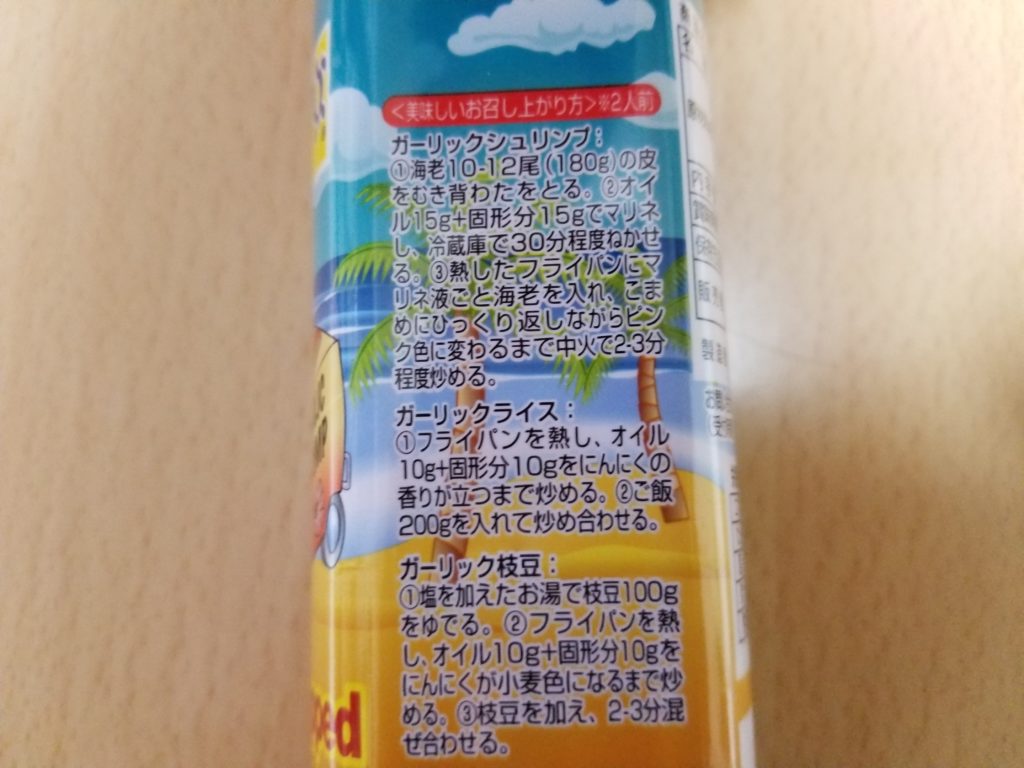 <美味しいお召し上がり方>※2人前
ガーリックシュリンプ：
①海老10-12尾(180g)の皮
をむき背わたをとる。②オイ
ル15g+固形分15gでマリネ
し、冷蔵庫で30分程度ねかせ
る。③熱したフライパンにマ
リネ液ごと海老を入れ、こま
めにひっくり返しながらピン
ク色に変わるまで中火で2-3分
程度炒める。
ガーリックライス：
①フライパンを熱し、オイル
10g+固形分10gをにんにくの
香りが立つまで炒める。②ご飯
200gを入れて炒め合わせる。
ガーリック枝豆：
①塩を加えたお湯で枝豆100g
をゆでる。②フライパンを熱
し、オイル10g+固形分10gを
にんにくが小麦色になるまで炒
める。③枝豆を加え、2-3分混
ぜ合わせる。